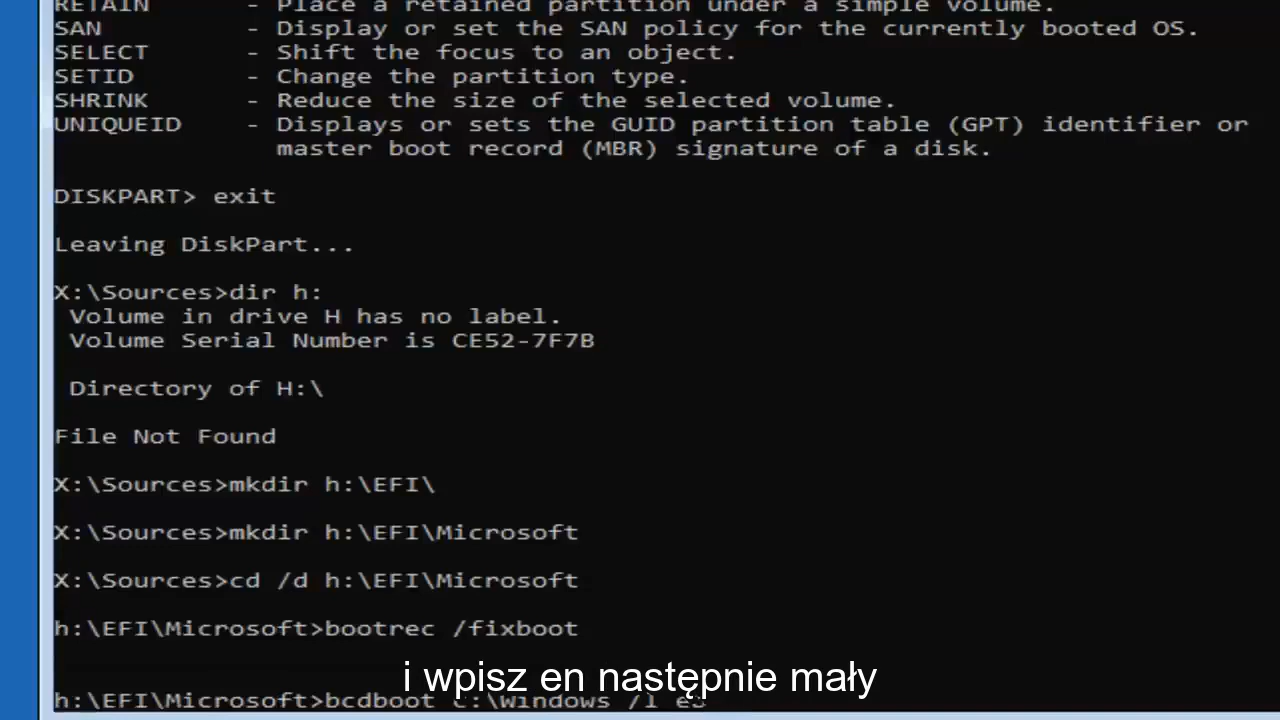 RETAIN - Place a retained partition under a simple volume.
SAN - Display or set the SAN policy for the currently booted OS.
SELECT - Shift the focus to an object.
SETID - Change the partition type.
SHRINK - Reduce the size of the selected volume.
UNIQUEID - Displays or sets the GUID partition table (GPT) identifier or
master boot record (MBR) signature of a disk.
DISKPART> exit
Leaving DiskPart...
X:\Sources>dir h:
Volume in drive H has no label.
Volume Serial Number is CE52-7F7B
Directory of H:\
File Not Found
X:\Sources>mkdir h:\EFI\
X:\Sources>mkdir h:\EFI\Microsoft
X:\Sources>cd /d h:\EFI\Microsoft
h:\EFI\Microsoft>bootrec /fixboot
i wpisz en następnie mały
h:\EFI\Microsoft>bcdboot C:\Windows /l